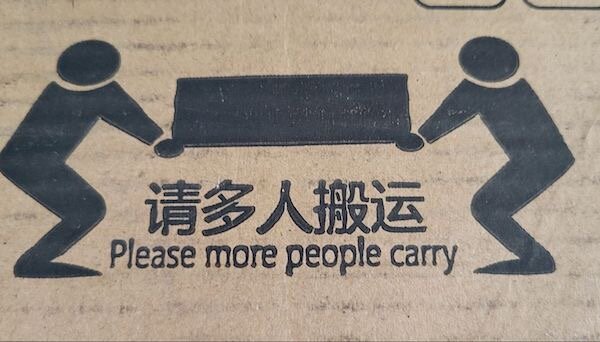 请多人搬运
Please more people carry